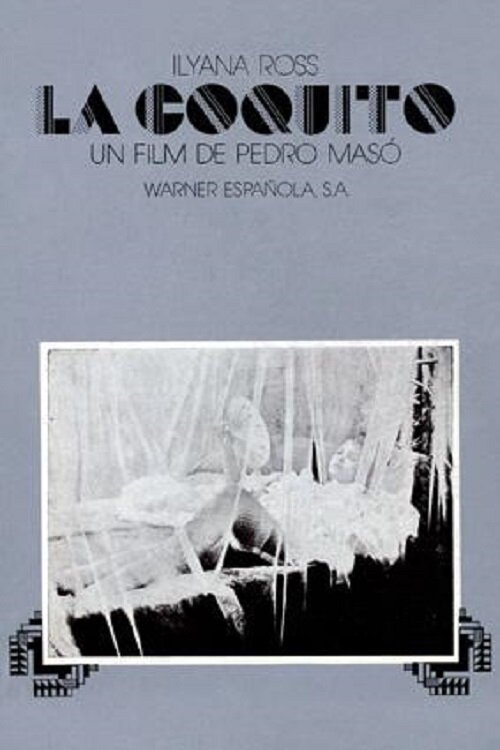 ILYANA ROSS
LA COQUITO
UN FILM DE PEDRO MASÓ
WARNER ESPAÑOLA, S.A.